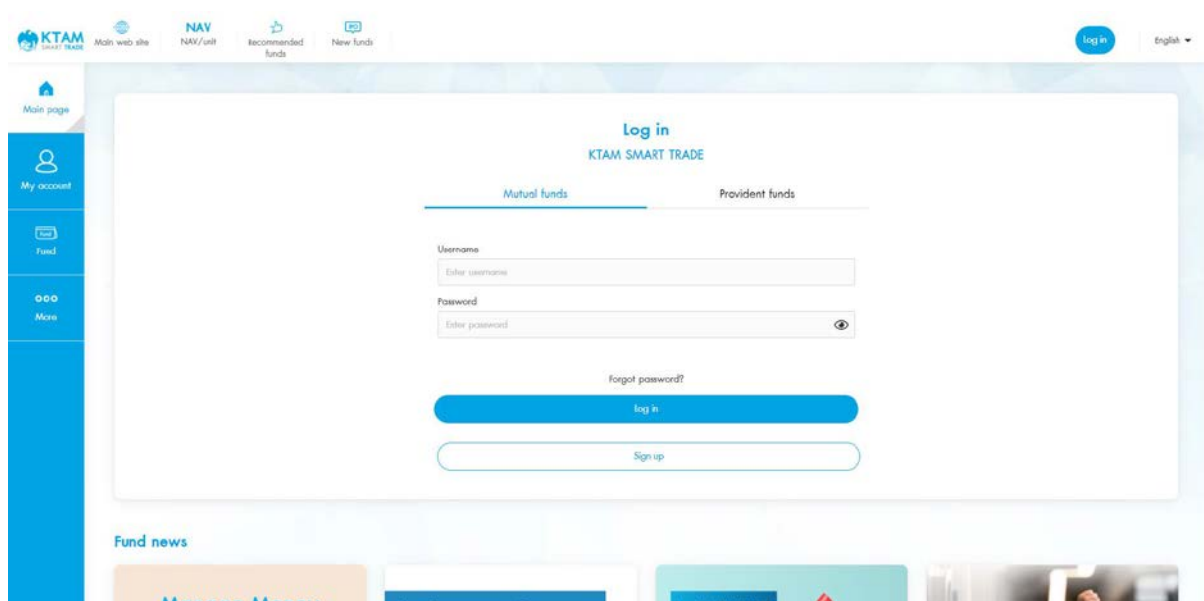 KTAM
SMART TRADE
Main web site
NAV
NAV/unit
Recommended
funds
IPO
New funds
Log in
English
Main page
My account
Fund
Fund
More
Log in
KTAM SMART TRADE
Mutual funds
Provident funds
Username
Enter username
Password
Enter password
Forgot password?
Log in
Sign up
Fund news